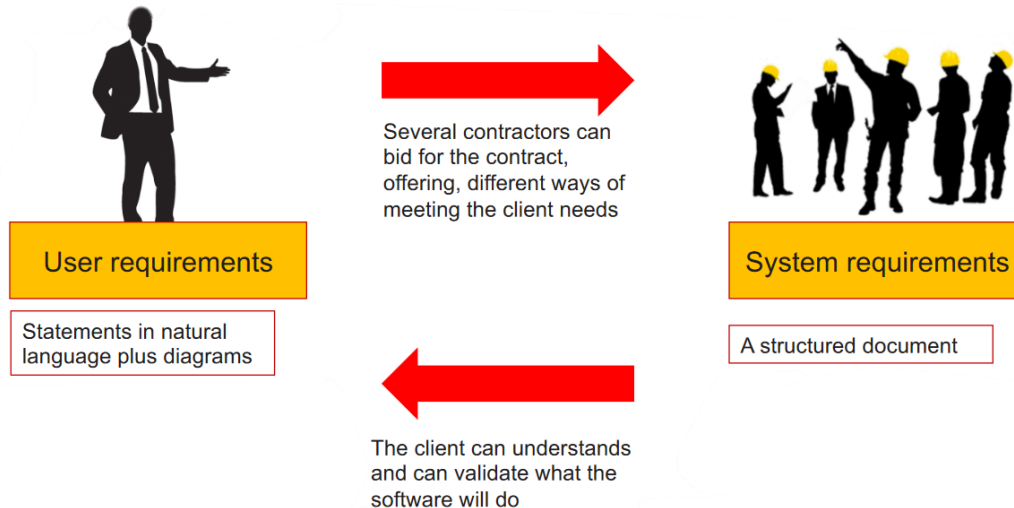 Several contractors can
bid for the contract,
offering, different ways of
meeting the client needs
User requirements
System requirements
Statements in natural
language plus diagrams
A structured document
The client can understands
and can validate what the
software will do